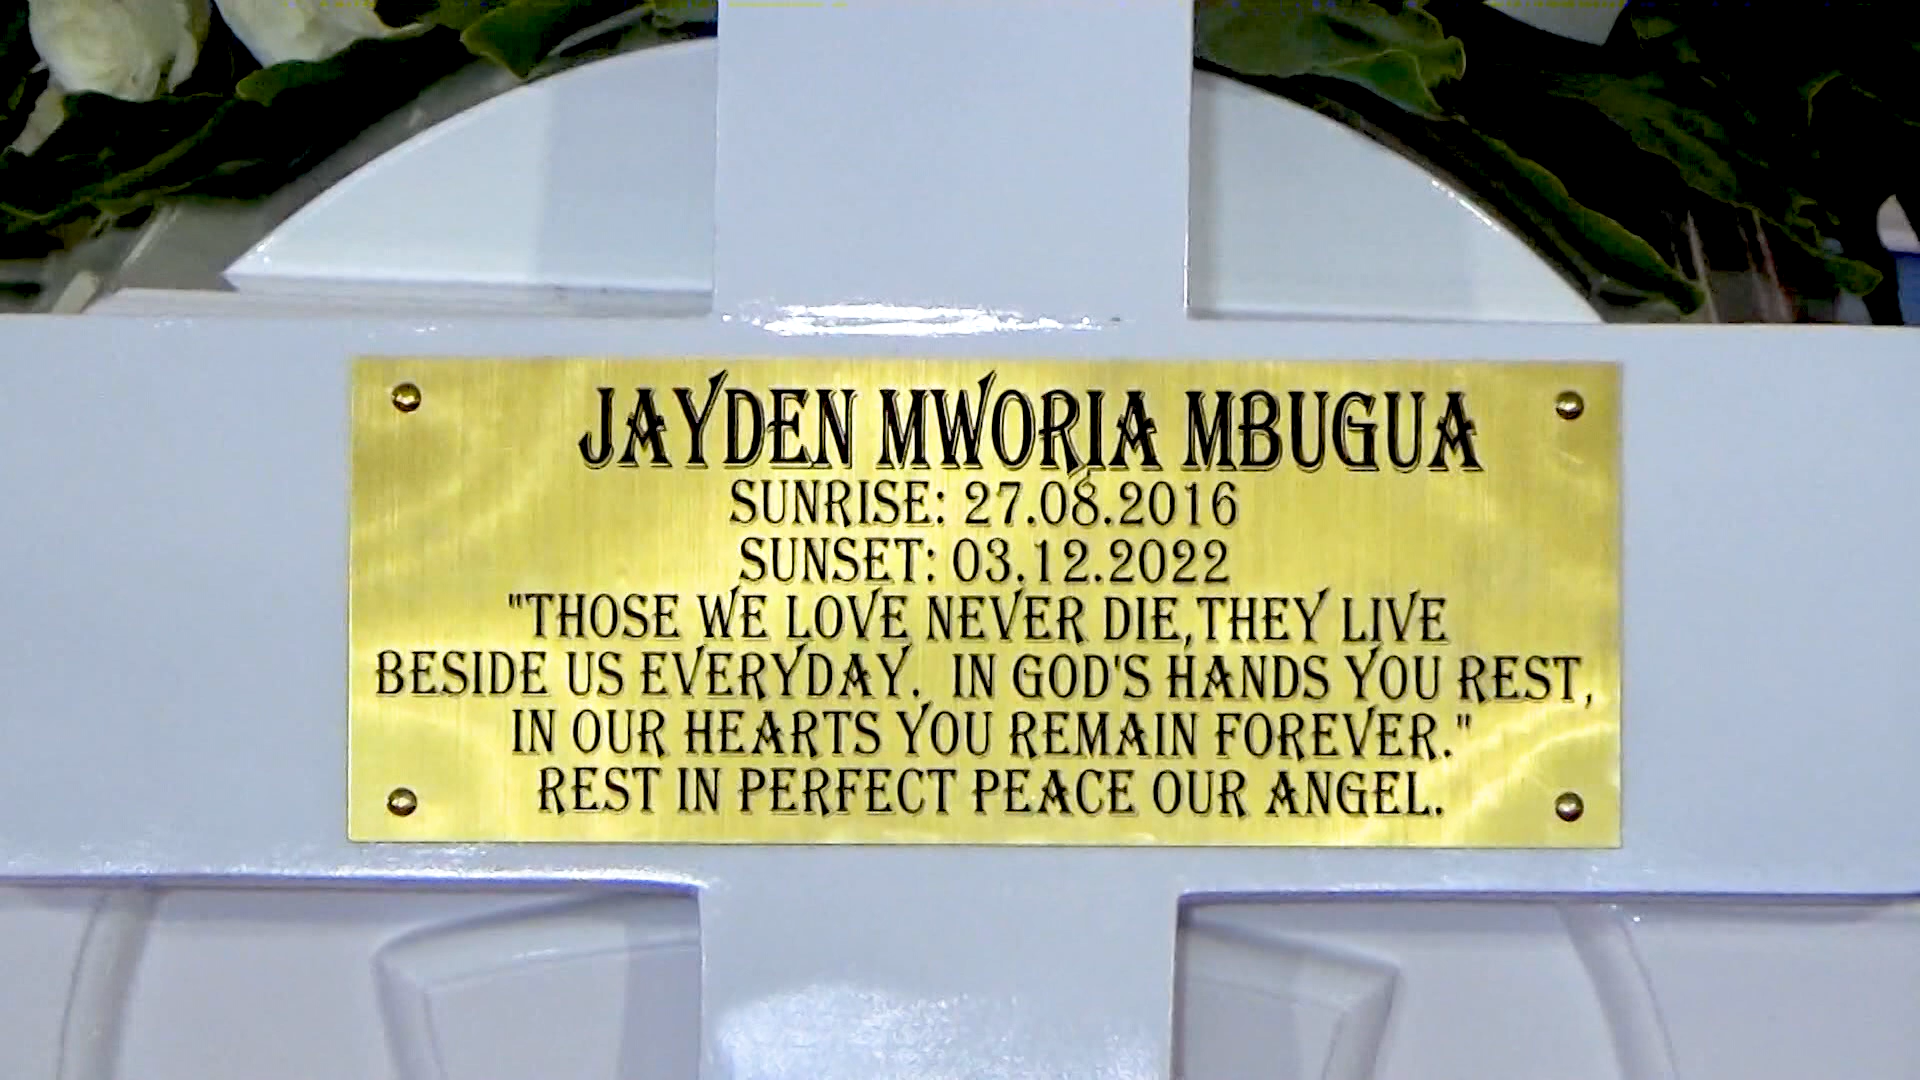 JAYDEN MWORIA MBUGUA
SUNRISE: 27.08.2016
SUNSET: 03.12.2022
"THOSE WE LOVE NEVER DIE,THEY LIVE
BESIDE US EVERYDAY. IN GOD'S HANDS YOU REST,
IN OUR HEARTS YOU REMAIN FOREVER."
REST IN PERFECT PEACE OUR ANGEL.